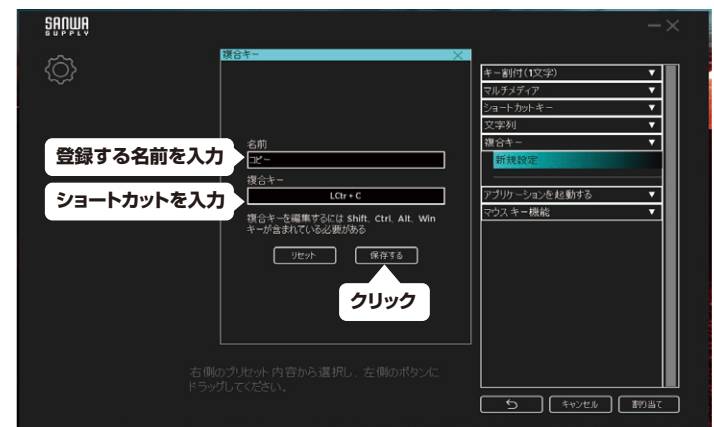 SANWA
SUPPLY
複合キー
名前
コピー
複合キー
LCtr + C
複合キーを編集するには Shift、Ctrl、Alt、Win
キーが含まれている必要がある
リセット
保存する
登録する名前を入力
ショートカットを入力
クリック
右側のプリセット内容から選択し、左側のボタンに
ドラッグしてください。
キー割付(1文字)
マルチメディア
ショートカットキー
文字列
複合キー
新規設定
アプリケーションを起動する
マウスキー機能
キャンセル
割り当て